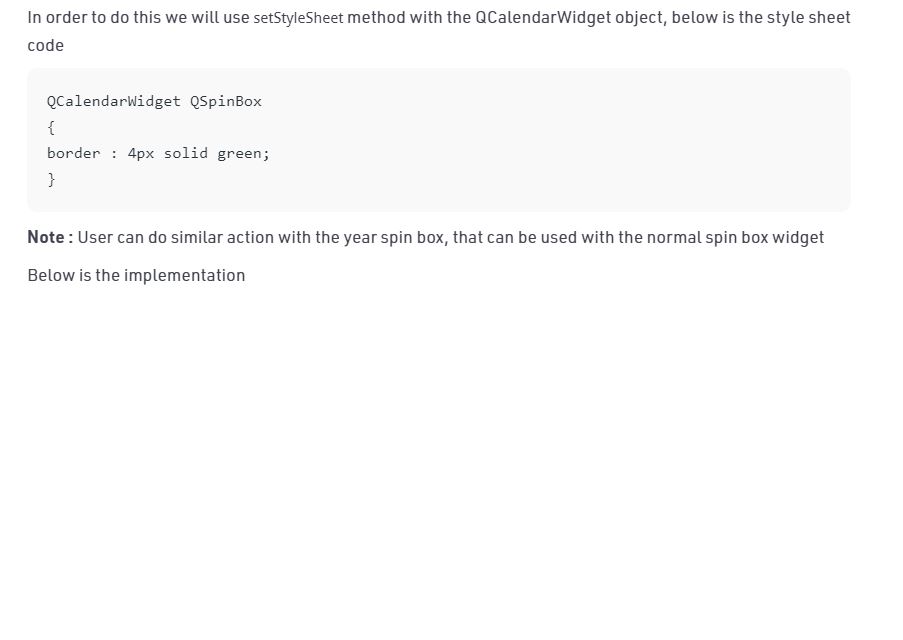 In order to do this we will use setStyleSheet method with the QCalendarWidget object, below is the style sheet
code
QCalendarWidget QSpinBox
{
border : 4px solid green;
}
Note : User can do similar action with the year spin box, that can be used with the normal spin box widget
Below is the implementation